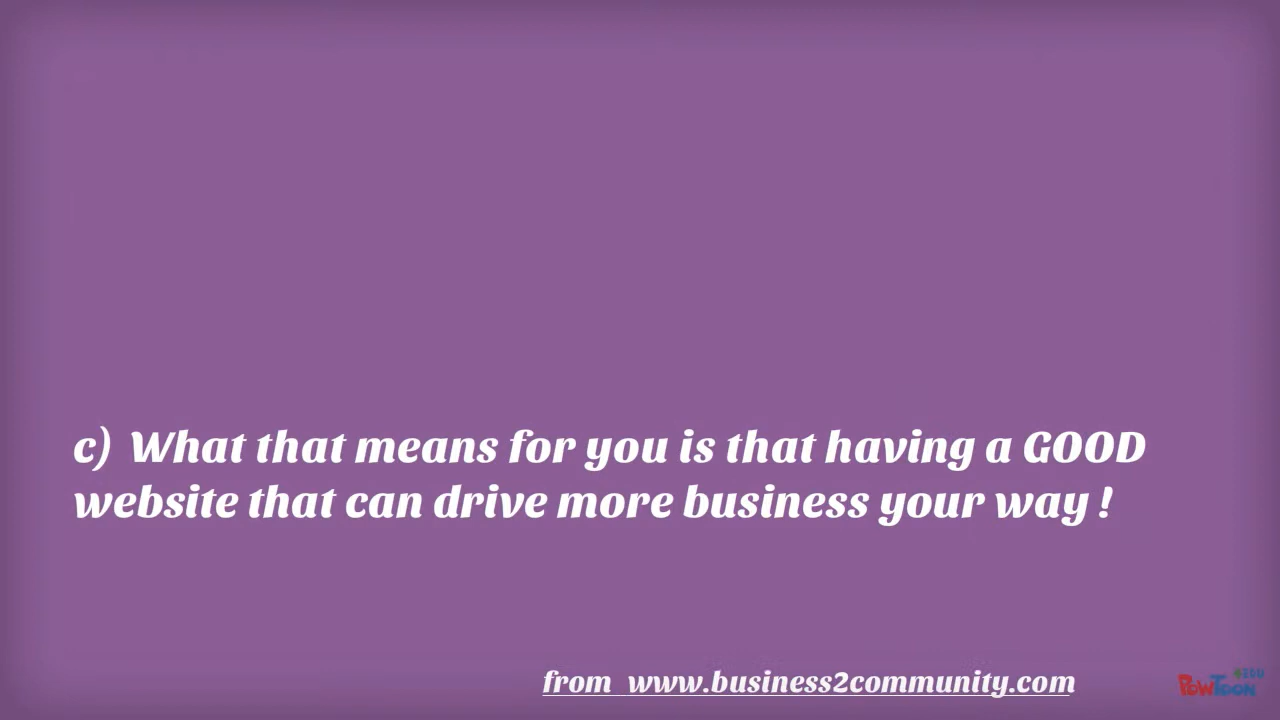 c) What that means for you is that having a GOOD
website that can drive more business your way !
from www.business2community.com
+EDU
PowToon